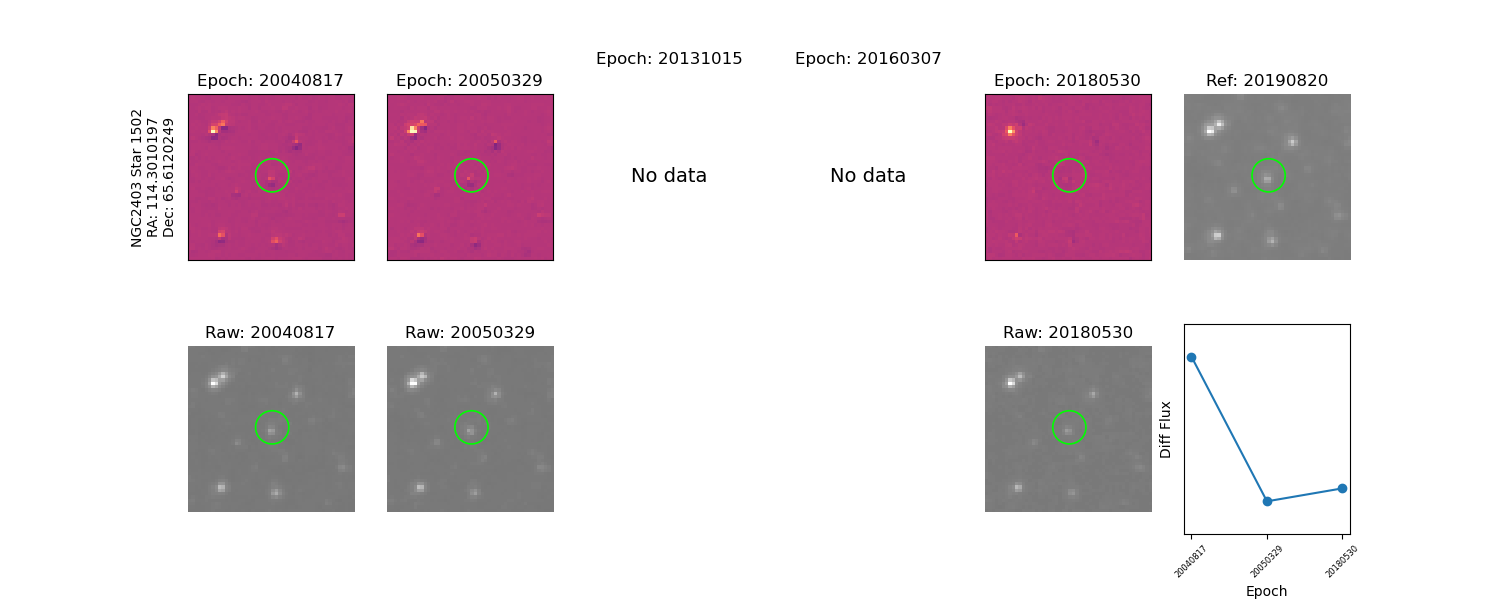 Epoch: 20040817
Epoch: 20050329
Epoch: 20131015
Epoch: 20160307
Epoch: 20180530
Ref: 20190820
NGC2403 Star 1502
RA: 114.3010197
Dec: 65.6120249
No data
No data
Raw: 20040817
Raw: 20050329
Raw: 20180530
Diff Flux
20040817
20050329
20180530
Epoch